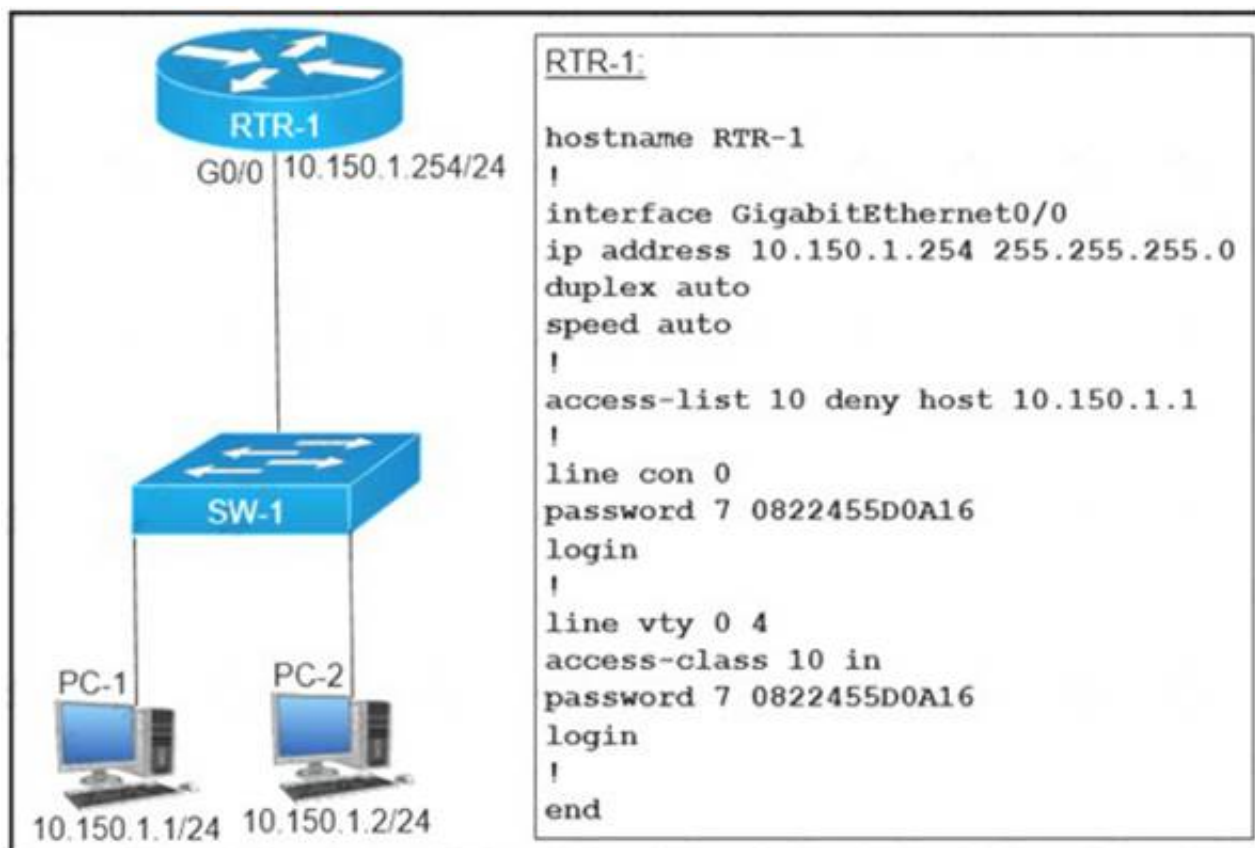 RTR-1
G0/0 10.150.1.254/24
SW-1
PC-1
PC-2
10.150.1.1/24
10.150.1.2/24
RTR-1:
hostname RTR-1
!
interface GigabitEthernet0/0
ip address 10.150.1.254 255.255.255.0
duplex auto
speed auto
!
access-list 10 deny host 10.150.1.1
!
line con 0
password 7 0822455D0A16
login
!
line vty 0 4
access-class 10 in
password 7 0822455D0A16
login
!
end